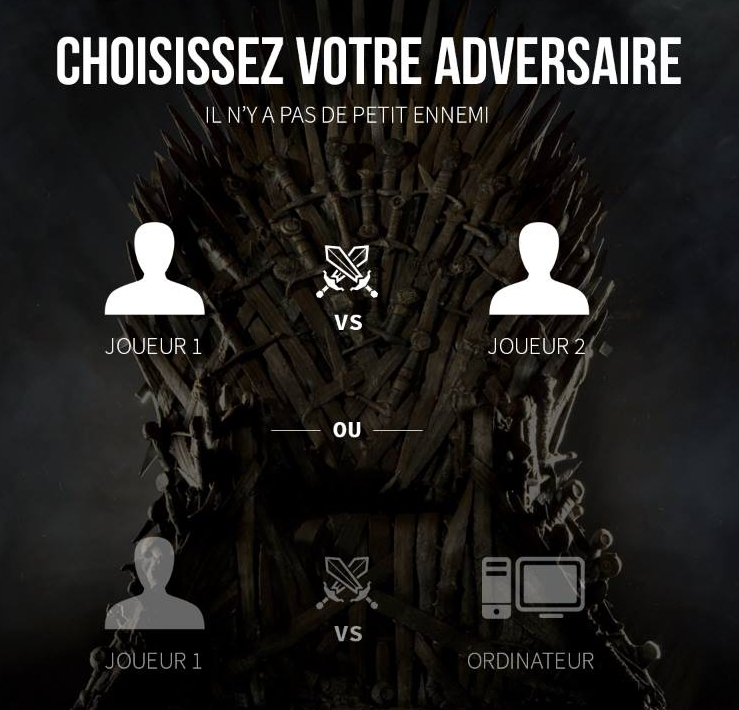 CHOISISSEZ VOTRE ADVERSAIRE
IL N'Y A PAS DE PETIT ENNEMI
VS
JOUEUR 1
JOUEUR 2
OU
VS
JOUEUR 1
ORDINATEUR